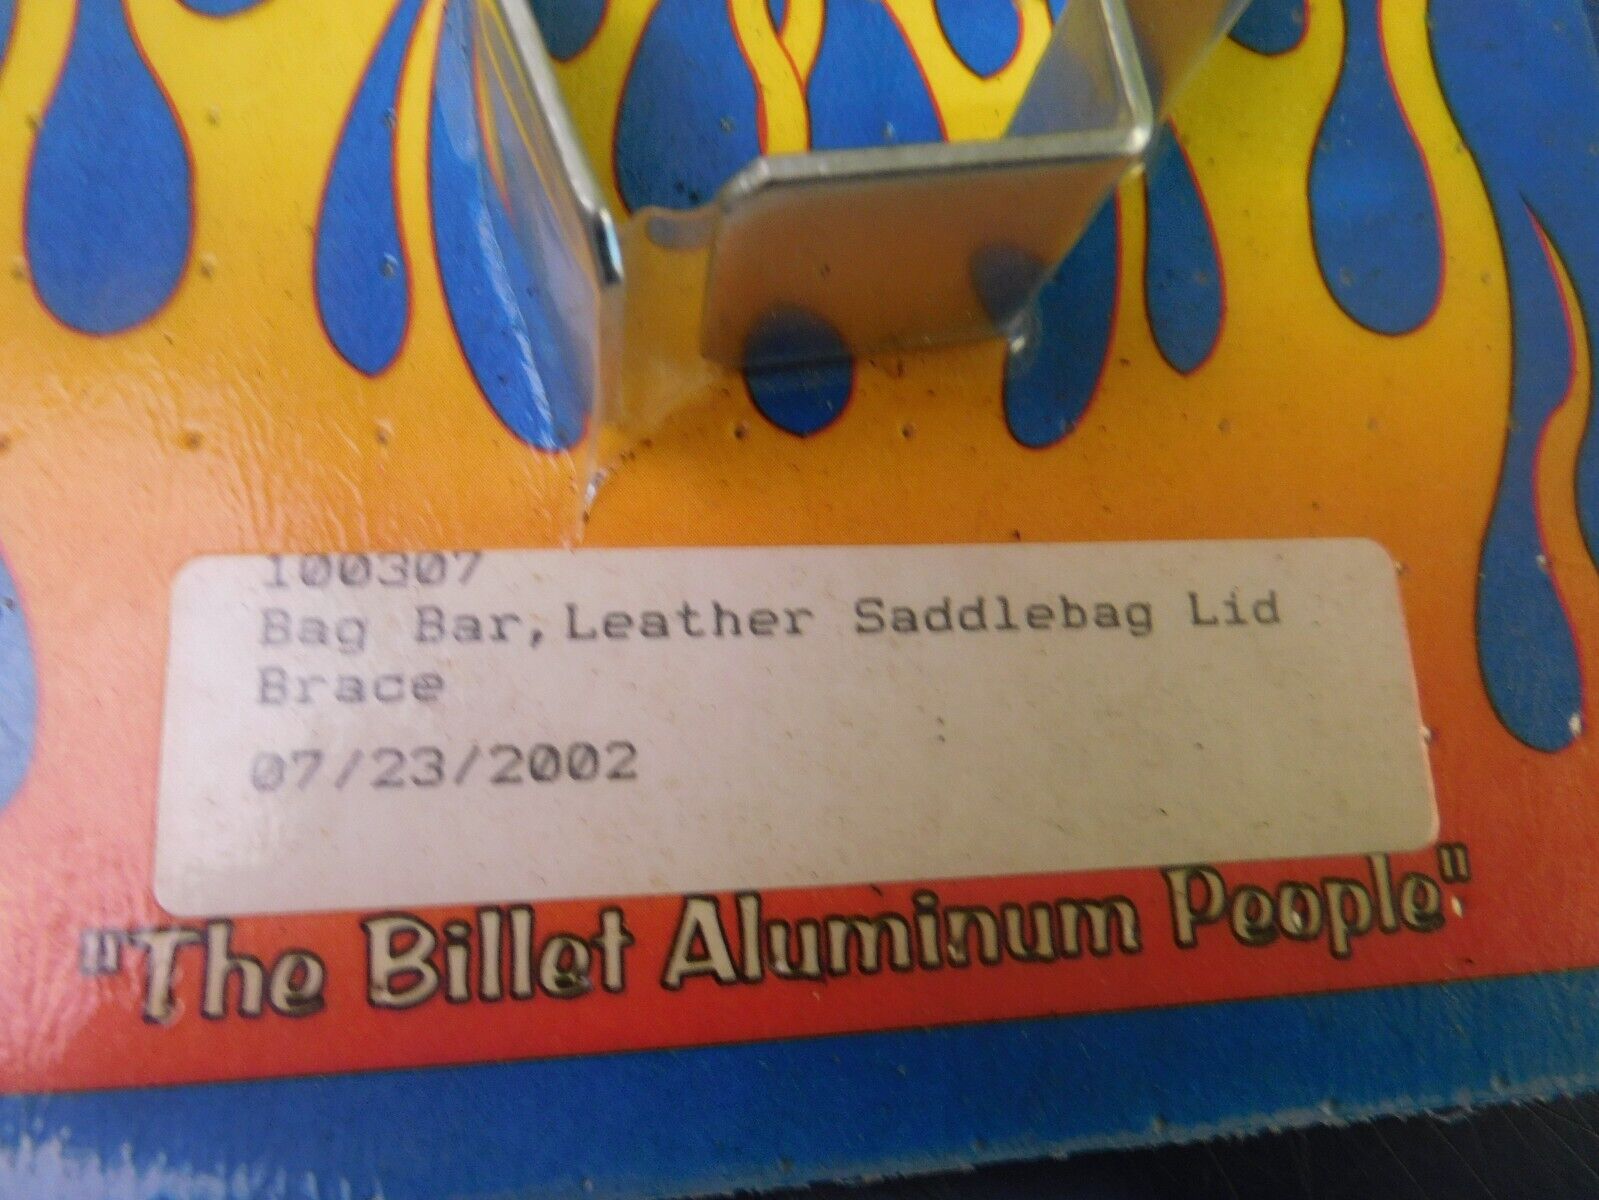 100307
Bag Bar, Leather Saddlebag Lid
Brace
07/23/2002
"The Billet Aluminum People"